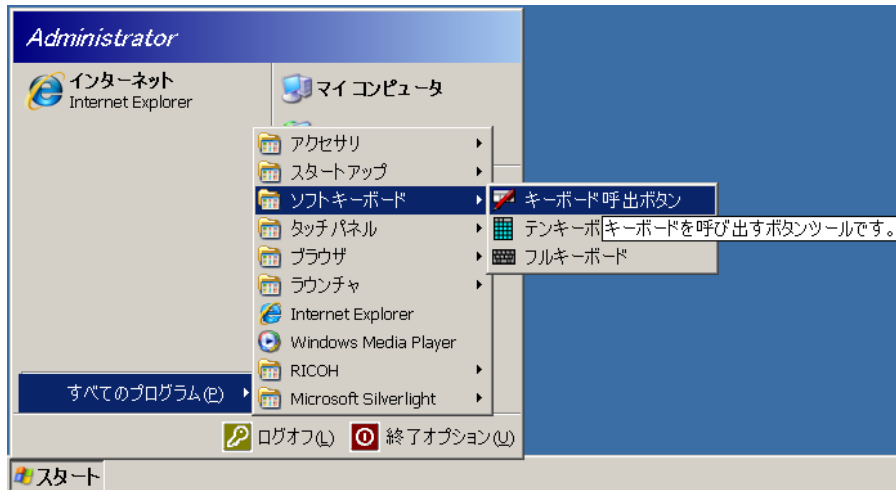 Administrator
インターネット
Internet Explorer
マイ コンピュータ
アクセサリ
スタートアップ
ソフトキーボード
タッチパネル
ブラウザ
ラウンチャ
Internet Explorer
Windows Media Player
RICOH
Microsoft Silverlight
キーボード呼出ボタン
テンキーボ
キーボードを呼び出すボタンツールです。
フルキーボード
すべてのプログラム(P)
ログオフ(L)
終了オプション(U)
スタート